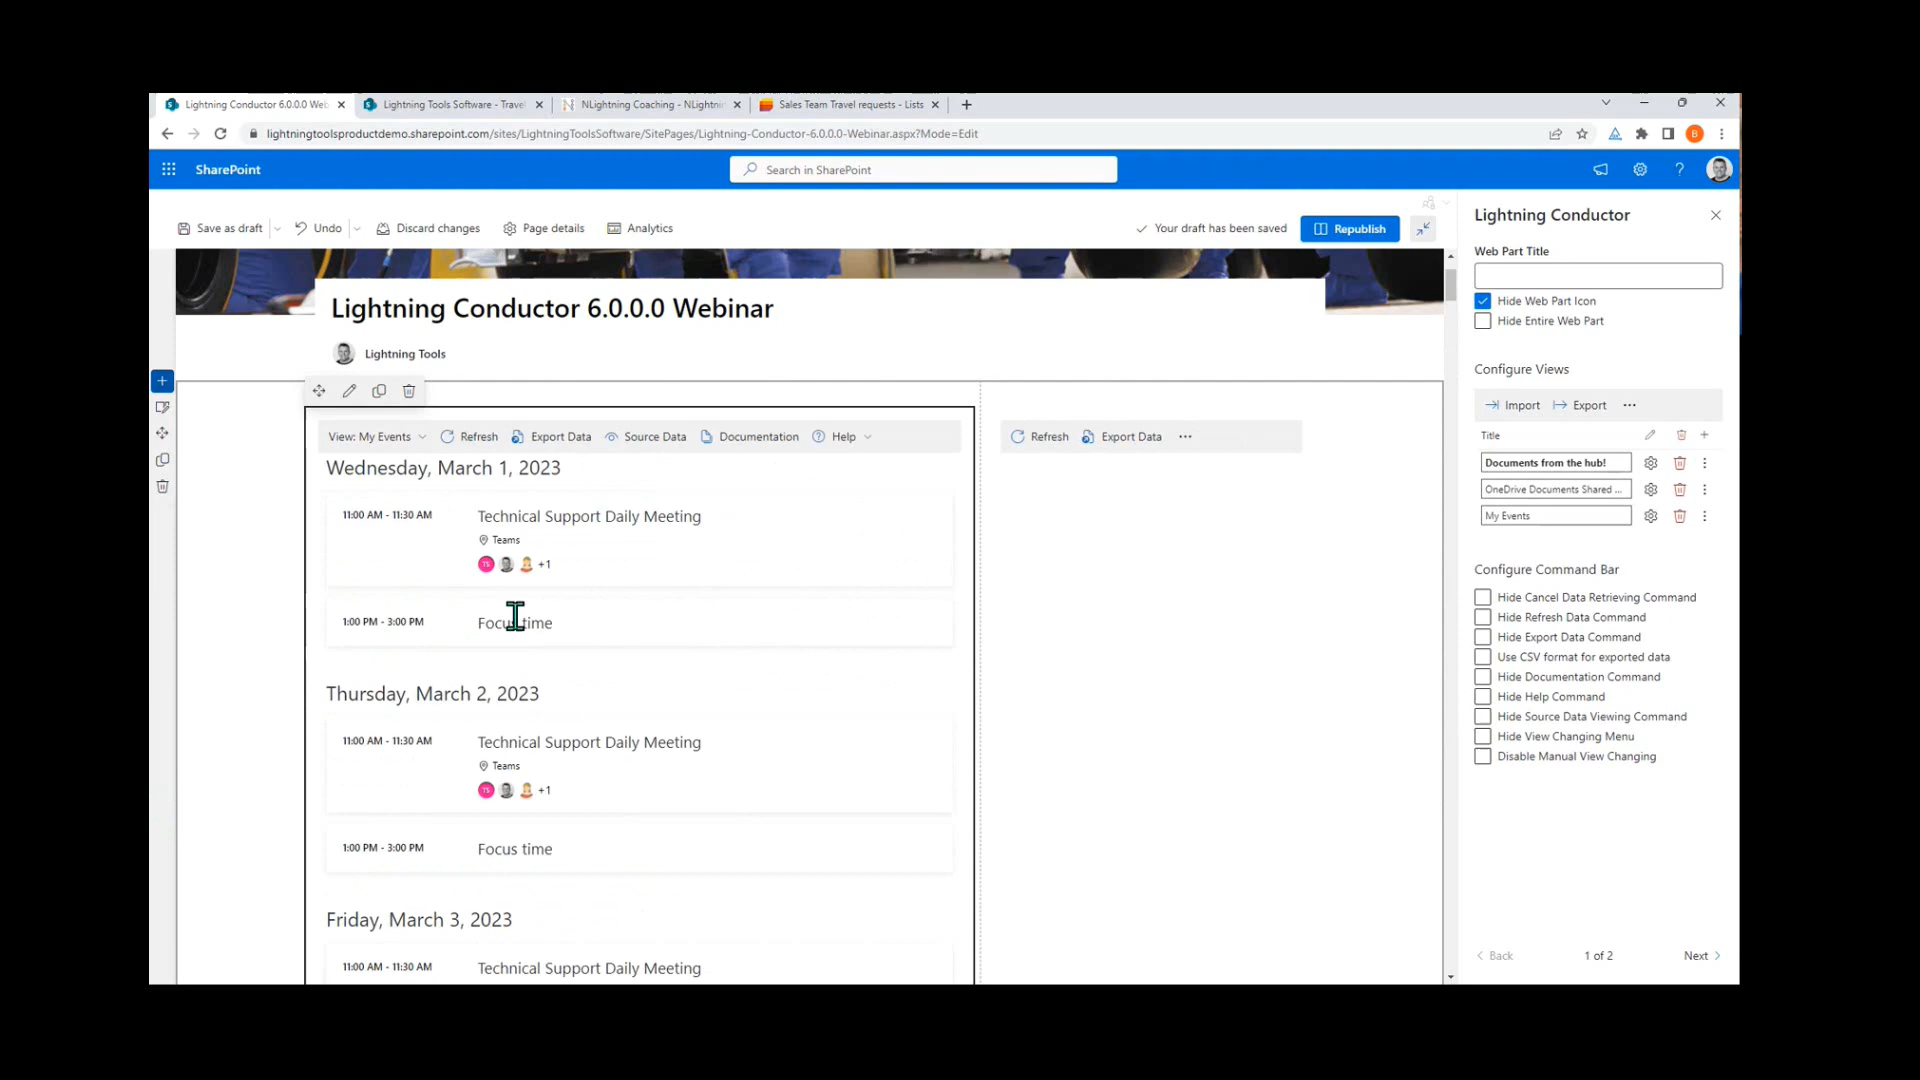 Lightning Conductor 6.0.0.0 Web
Lightning Tools Software - Travel
NLightning Coaching - NLightnin
Sales Team Travel requests - Lists
lightningtoolsproductdemo.sharepoint.com/sites/LightningToolsSoftware/SitePages/Lightning-Conductor-6.0.0.0-Webinar.aspx?Mode=Edit
B
SharePoint
Search in SharePoint
Save as draft
Undo
Discard changes
Page details
Analytics
Your draft has been saved
Republish
Lightning Conductor 6.0.0.0 Webinar
Lightning Tools
View: My Events
Refresh
Export Data
Source Data
Documentation
Help
Wednesday, March 1, 2023
11:00 AM - 11:30 AM
Technical Support Daily Meeting
Teams
TS
+1
1:00 PM - 3:00 PM
Focus time
Thursday, March 2, 2023
11:00 AM - 11:30 AM
Technical Support Daily Meeting
Teams
TS
+1
1:00 PM - 3:00 PM
Focus time
Friday, March 3, 2023
11:00 AM - 11:30 AM
Technical Support Daily Meeting
Refresh
Export Data
Lightning Conductor
Web Part Title
Hide Web Part Icon
Hide Entire Web Part
Configure Views
Import
Export
Title
Documents from the hub!
OneDrive Documents Shared ...
My Events
Configure Command Bar
Hide Cancel Data Retrieving Command
Hide Refresh Data Command
Hide Export Data Command
Use CSV format for exported data
Hide Documentation Command
Hide Help Command
Hide Source Data Viewing Command
Hide View Changing Menu
Disable Manual View Changing
Back
1 of 2
Next